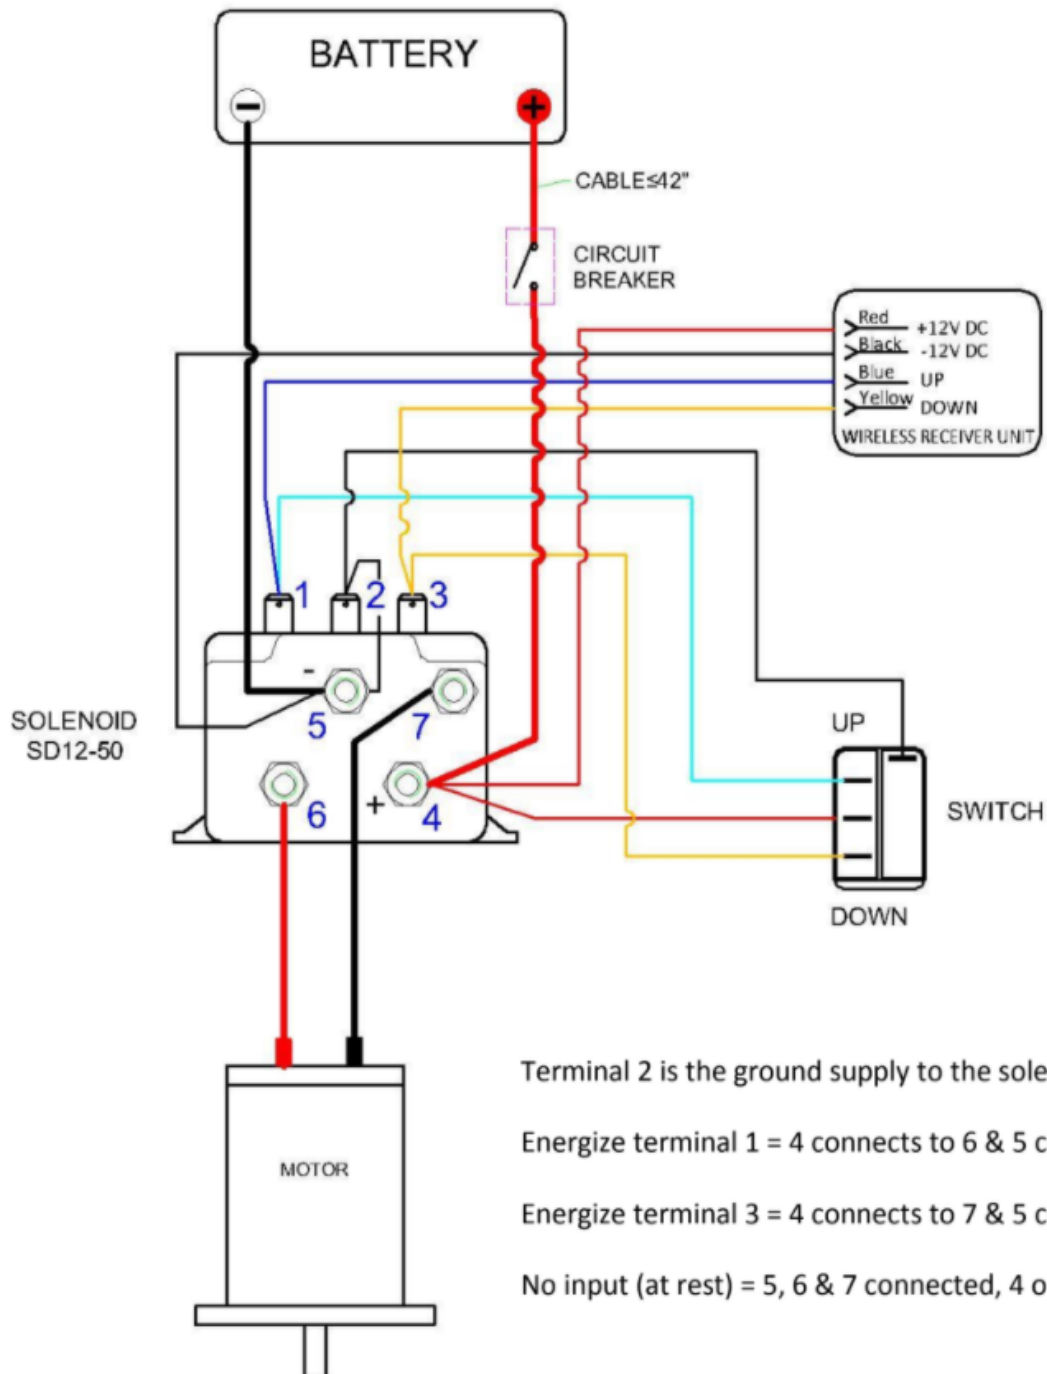 BATTERY
CABLE≤42"
CIRCUIT
BREAKER
Red +12V DC
Black -12V DC
Blue UP
Yellow DOWN
WIRELESS RECEIVER UNIT
1 2 3
- +
5 7
6 4
SOLENOID
SD12-50
UP
SWITCH
DOWN
MOTOR
Terminal 2 is the ground supply to the sole
Energize terminal 1 = 4 connects to 6 & 5 c
Energize terminal 3 = 4 connects to 7 & 5 c
No input (at rest) = 5, 6 & 7 connected, 4 o